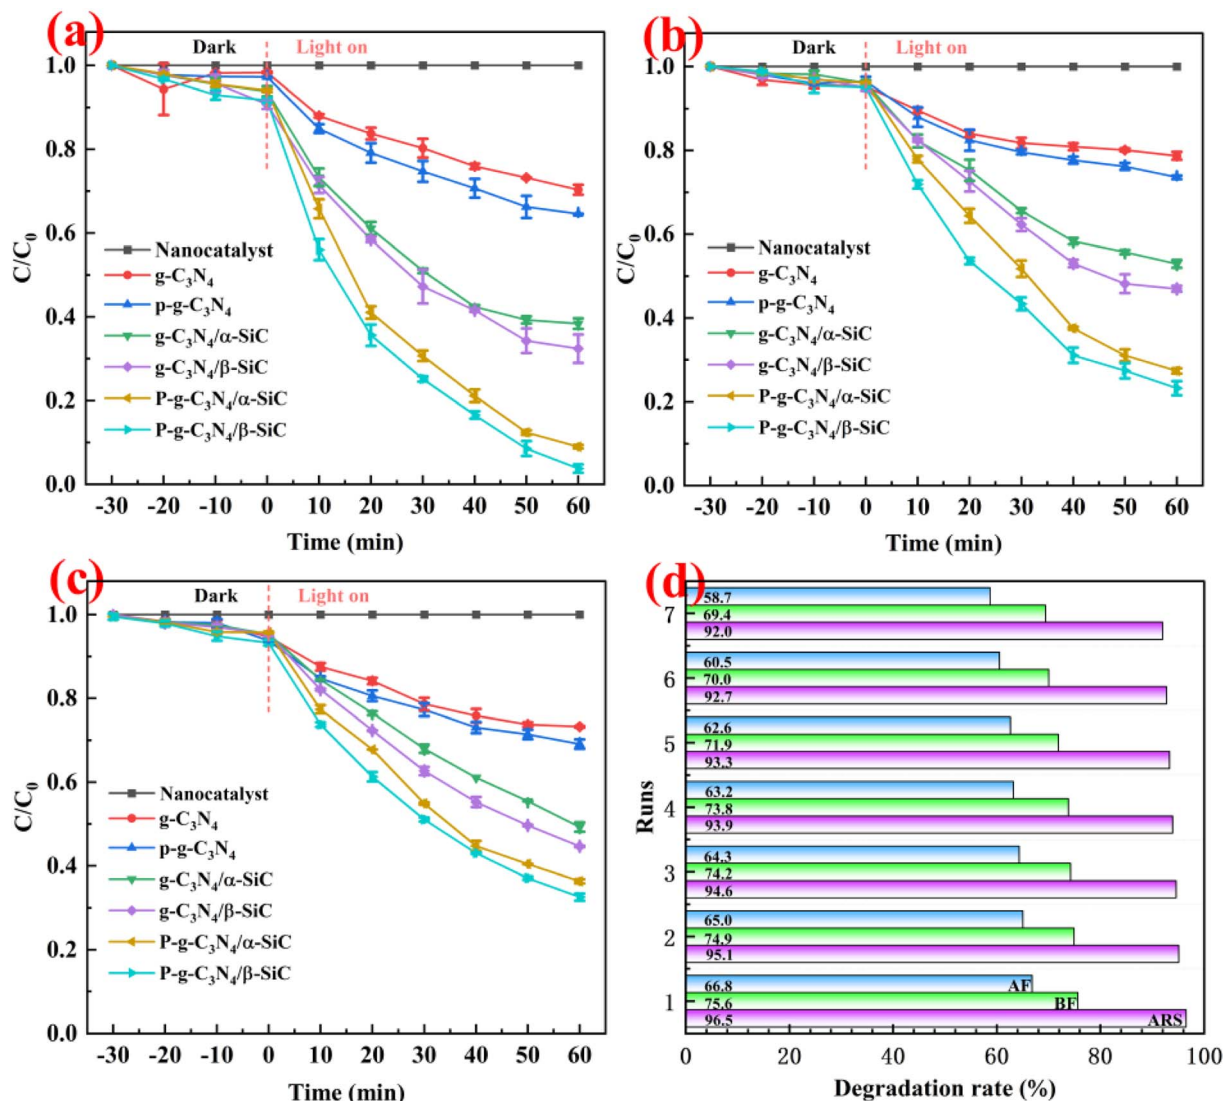 (a)
Dark Light on
1.0
0.8
0.6
0.4
0.2
0.0
C/C₀
Nanocatalyst
g-C₃N₄
p-g-C₃N₄
g-C₃N₄/α-SiC
g-C₃N₄/β-SiC
P-g-C₃N₄/α-SiC
P-g-C₃N₄/β-SiC
-30 -20 -10 0 10 20 30 40 50 60
Time (min)
(b)
Dark Light on
1.0
0.8
0.6
0.4
0.2
0.0
C/C₀
Nanocatalyst
g-C₃N₄
p-g-C₃N₄
g-C₃N₄/α-SiC
g-C₃N₄/β-SiC
P-g-C₃N₄/α-SiC
P-g-C₃N₄/β-SiC
-30 -20 -10 0 10 20 30 40 50 60
Time (min)
(c)
Dark Light on
1.0
0.8
0.6
0.4
0.2
0.0
C/C₀
Nanocatalyst
g-C₃N₄
p-g-C₃N₄
g-C₃N₄/α-SiC
g-C₃N₄/β-SiC
P-g-C₃N₄/α-SiC
P-g-C₃N₄/β-SiC
-30 -20 -10 0 10 20 30 40 50 60
Time (min)
(d)
Runs
7
58.7
69.4
92.0
6
60.5
70.0
92.7
5
62.6
71.9
93.3
4
63.2
73.8
93.9
3
64.3
74.2
94.6
2
65.0
74.9
95.1
1
66.8 AF
75.6 BF
96.5 ARS
0 20 40 60 80 100
Degradation rate (%)